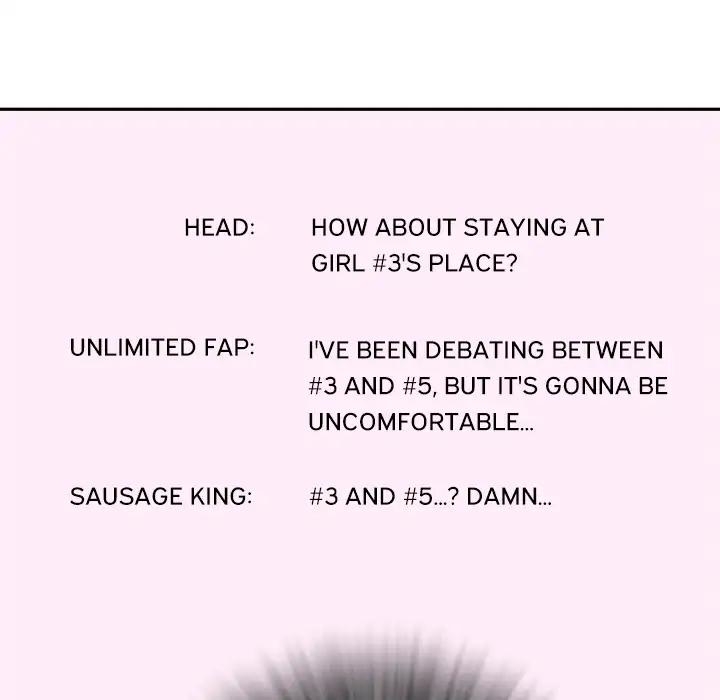 HEAD: HOW ABOUT STAYING AT
GIRL #3'S PLACE?
UNLIMITED FAP: I'VE BEEN DEBATING BETWEEN
#3 AND #5, BUT IT'S GONNA BE
UNCOMFORTABLE...
SAUSAGE KING: #3 AND #5...? DAMN...